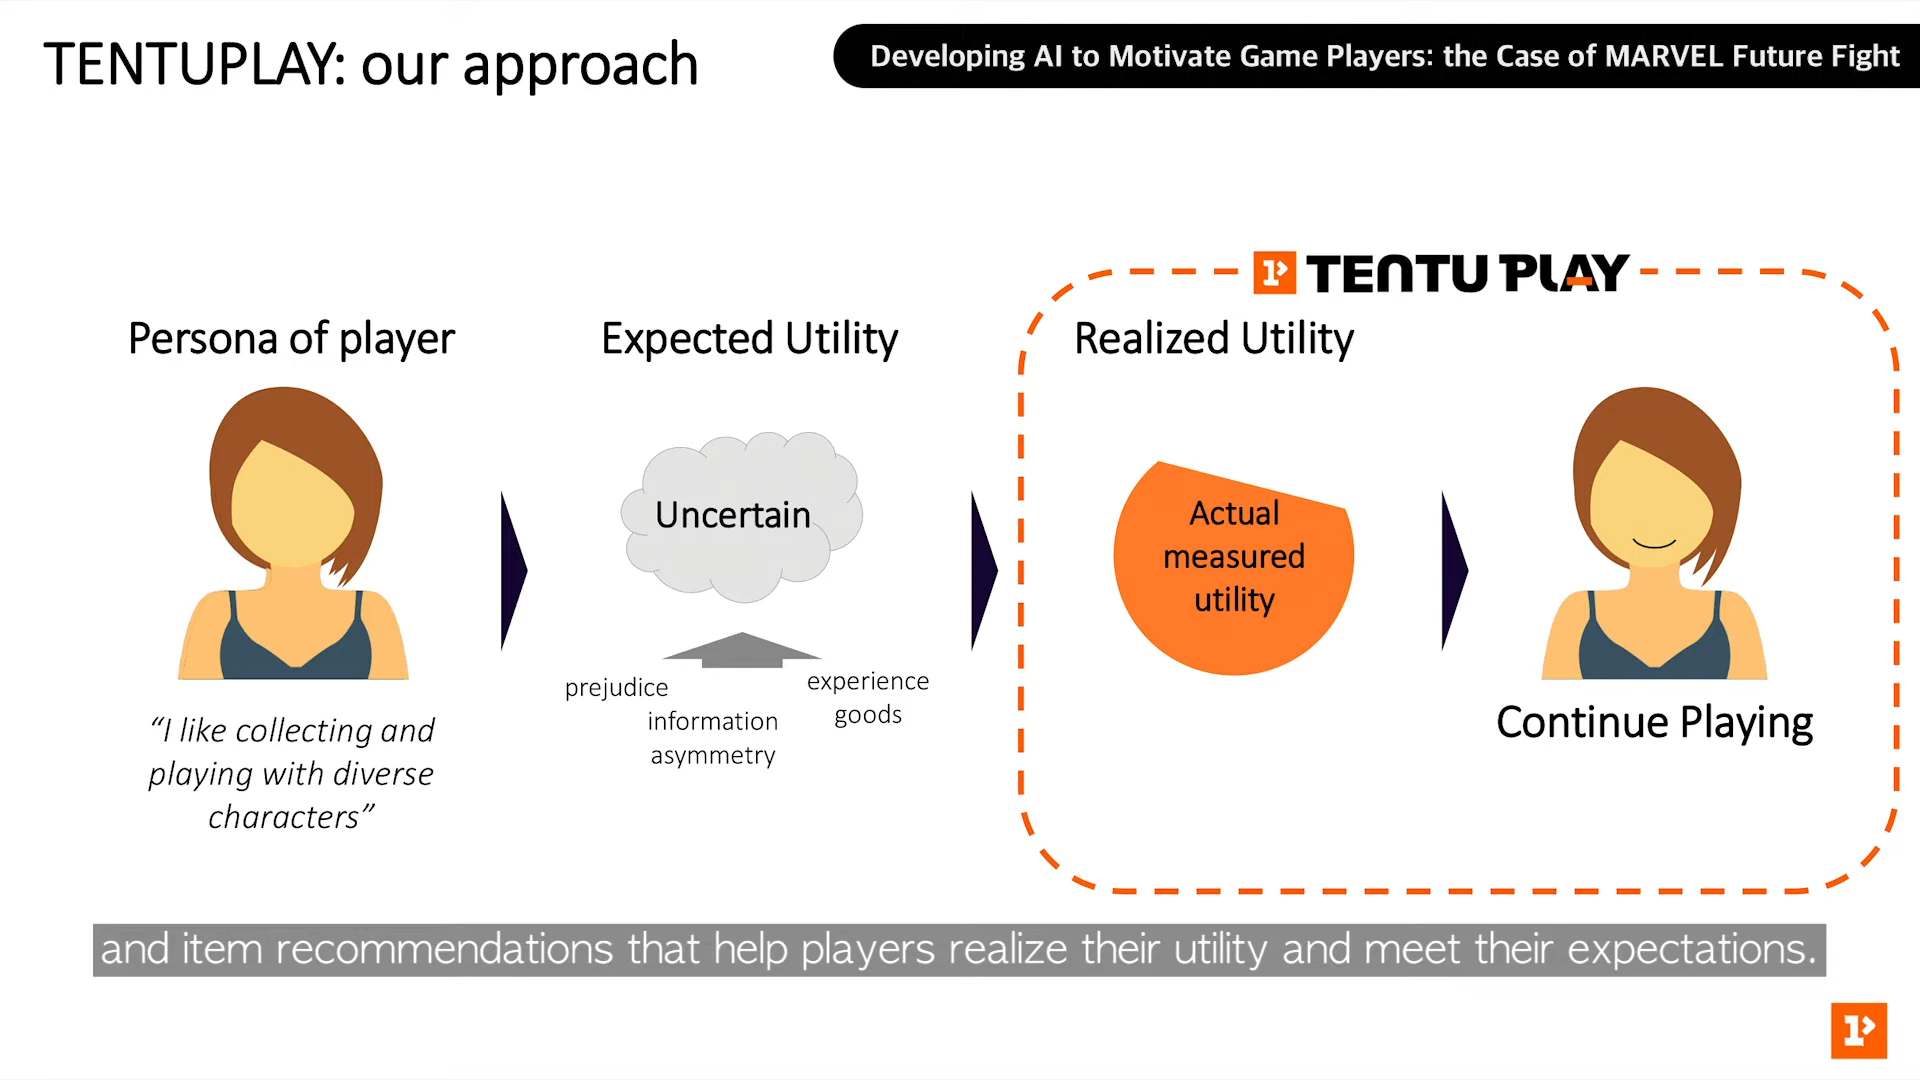 TENTUPLAY: our approach
Developing AI to Motivate Game Players: the Case of MARVEL Future Fight
TENTUPLAY
Persona of player
Expected Utility
Realized Utility
Uncertain
Actual
measured
utility
prejudice
information
asymmetry
experience
goods
“I like collecting and
playing with diverse
characters”
Continue Playing
and item recommendations that help players realize their utility and meet their expectations.